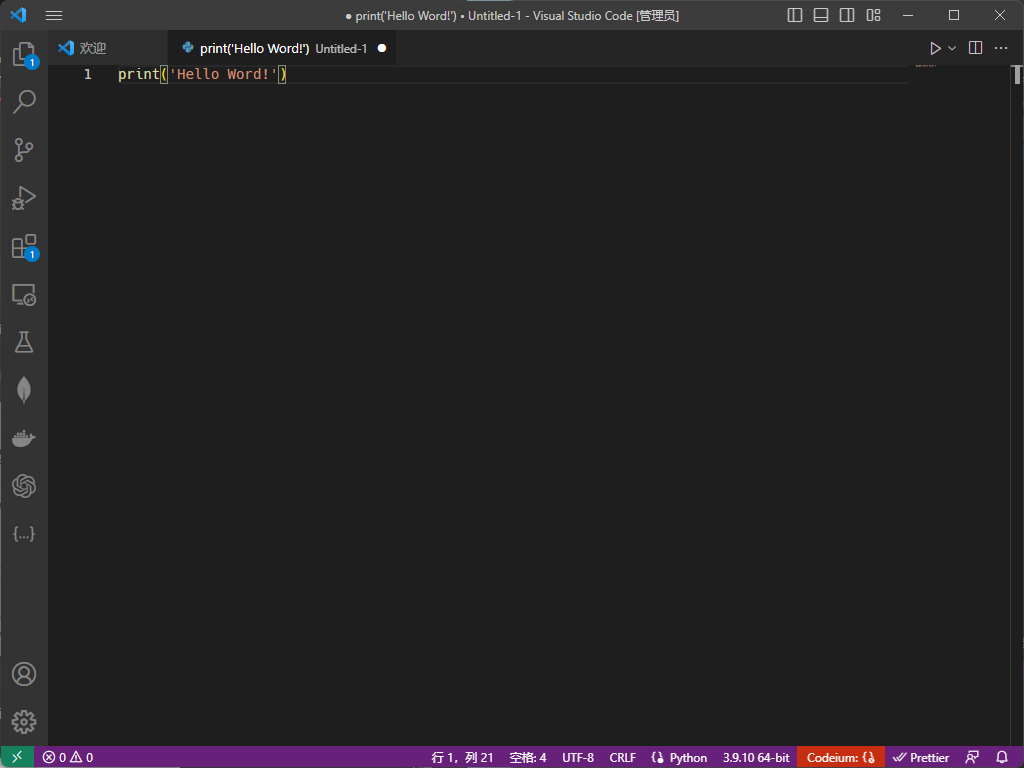 ● print('Hello Word!') • Untitled-1 - Visual Studio Code [管理员]
欢迎
print('Hello Word!') Untitled-1 ●
1
1 print('Hello Word!')
1
{...}
0 0
行 1，列 21 空格: 4 UTF-8 CRLF Python 3.9.10 64-bit Codeium: {} Prettier